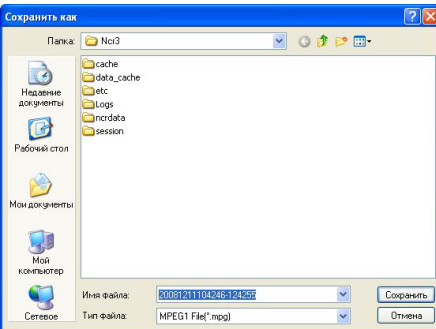 Сохранить как
Папка: Ncr3
Недавние документы
Рабочий стол
Мои документы
Мой компьютер
Сетевое
cache
data_cache
etc
Logs
ncrdata
session
Имя файла: 20081211104246-124255 Сохранить
Тип файла: MPEG1 File(*.mpg) Отмена